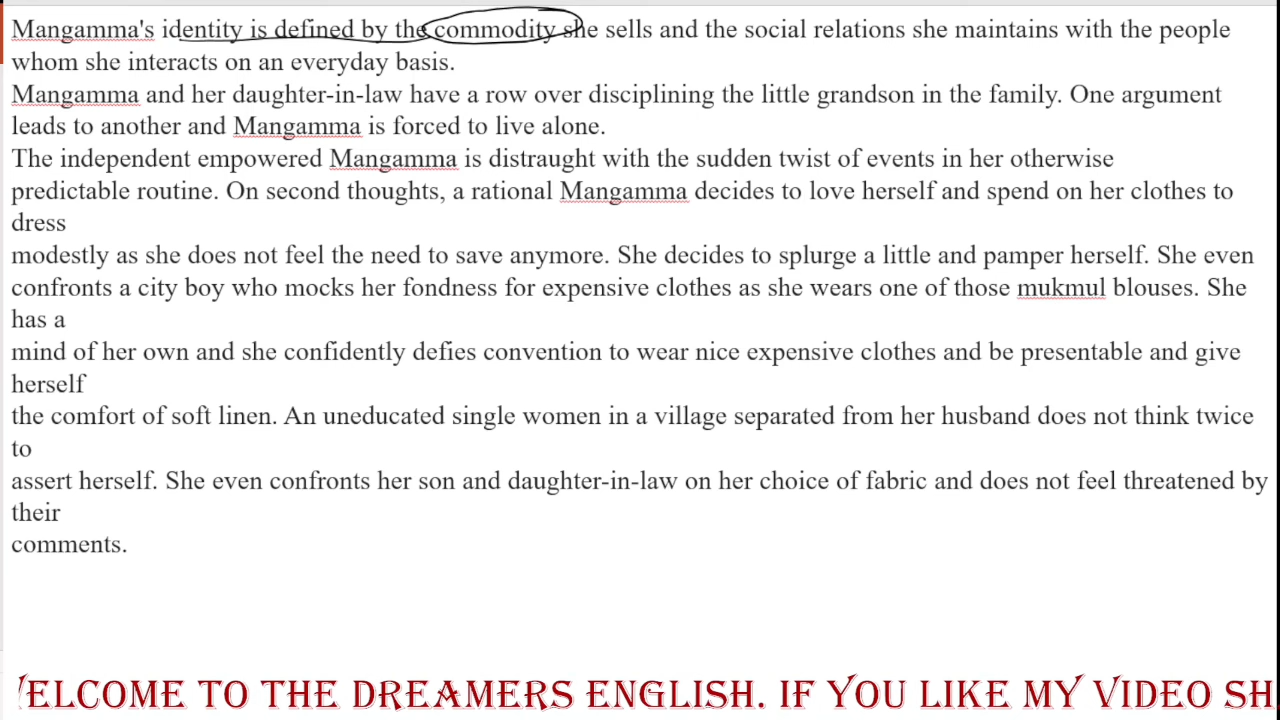 Mangamma's identity is defined by the commodity she sells and the social relations she maintains with the people
whom she interacts on an everyday basis.
Mangamma and her daughter-in-law have a row over disciplining the little grandson in the family. One argument
leads to another and Mangamma is forced to live alone.
The independent empowered Mangamma is distraught with the sudden twist of events in her otherwise
predictable routine. On second thoughts, a rational Mangamma decides to love herself and spend on her clothes to
dress
modestly as she does not feel the need to save anymore. She decides to splurge a little and pamper herself. She even
confronts a city boy who mocks her fondness for expensive clothes as she wears one of those mukmul blouses. She
has a
mind of her own and she confidently defies convention to wear nice expensive clothes and be presentable and give
herself
the comfort of soft linen. An uneducated single women in a village separated from her husband does not think twice
to
assert herself. She even confronts her son and daughter-in-law on her choice of fabric and does not feel threatened by
their
comments.
ELCOME TO THE DREAMERS ENGLISH. IF YOU LIKE MY VIDEO SH